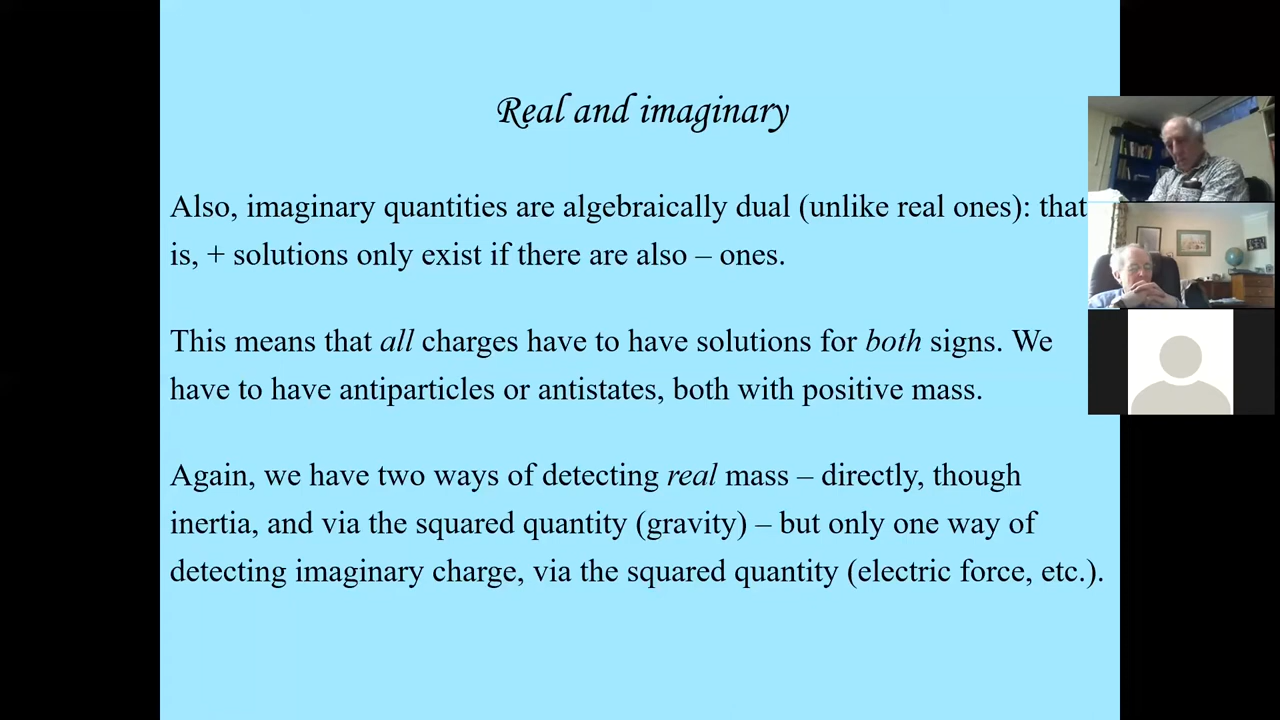 Real and imaginary
Also, imaginary quantities are algebraically dual (unlike real ones): that
is, + solutions only exist if there are also – ones.
This means that all charges have to have solutions for both signs. We
have to have antiparticles or antistates, both with positive mass.
Again, we have two ways of detecting real mass – directly, though
inertia, and via the squared quantity (gravity) – but only one way of
detecting imaginary charge, via the squared quantity (electric force, etc.).